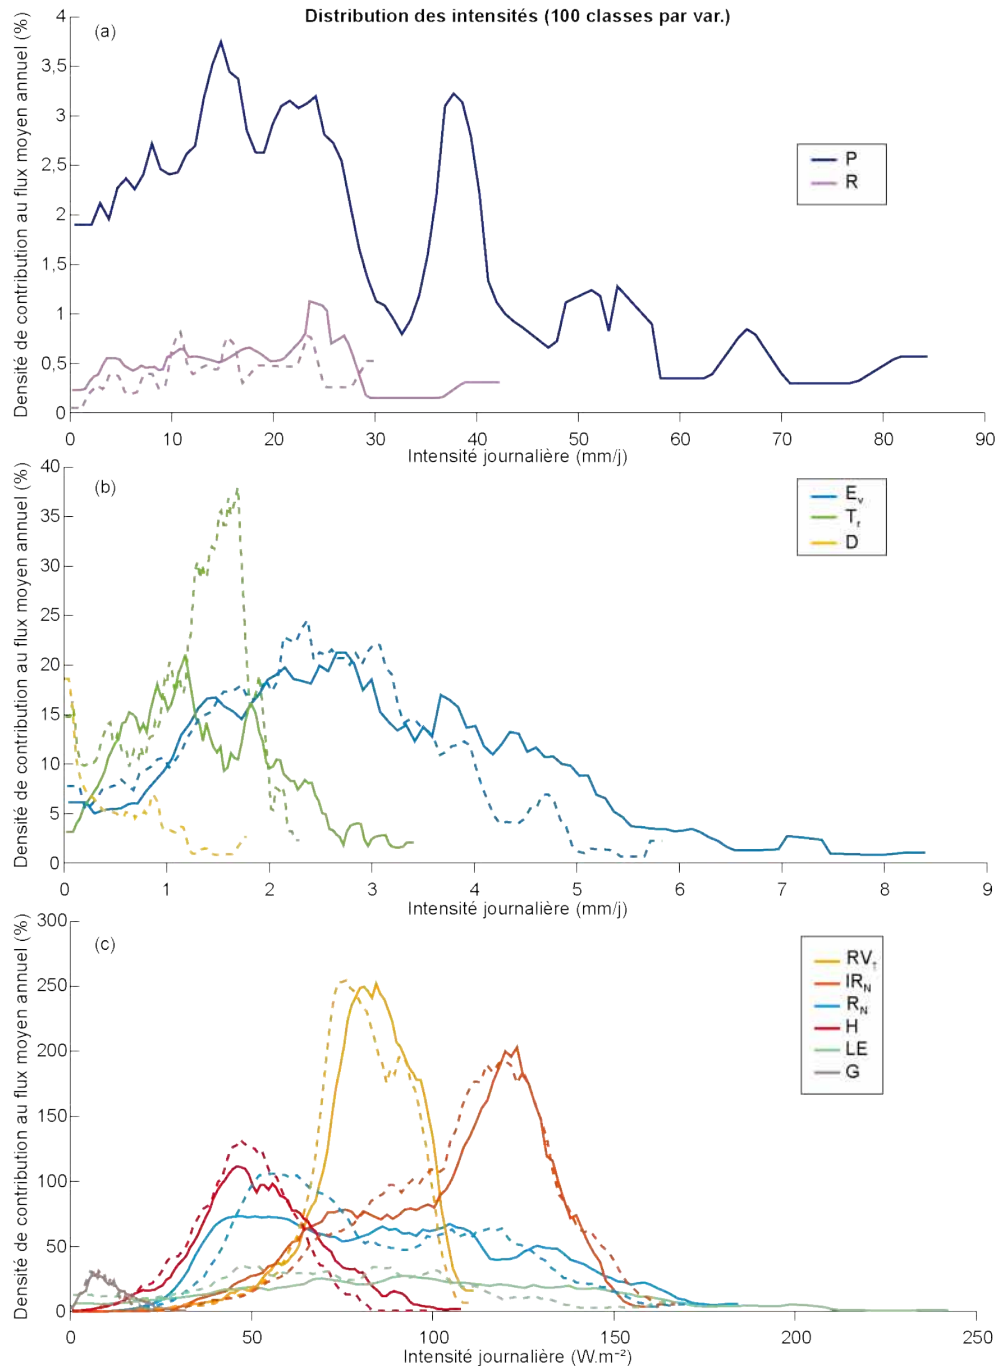 Distribution des intensités (100 classes par var.)
(a)
Densité de contribution au flux moyen annuel (%)
4
3,5
3
2,5
2
1,5
1
0,5
0
P
R
0 10 20 30 40 50 60 70 80 90
Intensité journalière (mm/j)
(b)
Densité de contribution au flux moyen annuel (%)
40
35
30
25
20
15
10
5
0
Ev
Tr
D
0 1 2 3 4 5 6 7 8 9
Intensité journalière (mm/j)
(c)
Densité de contribution au flux moyen annuel (%)
300
250
200
150
100
50
0
RV↑
IRN
RN
H
LE
G
0 50 100 150 200 250
Intensité journalière (W.m⁻²)